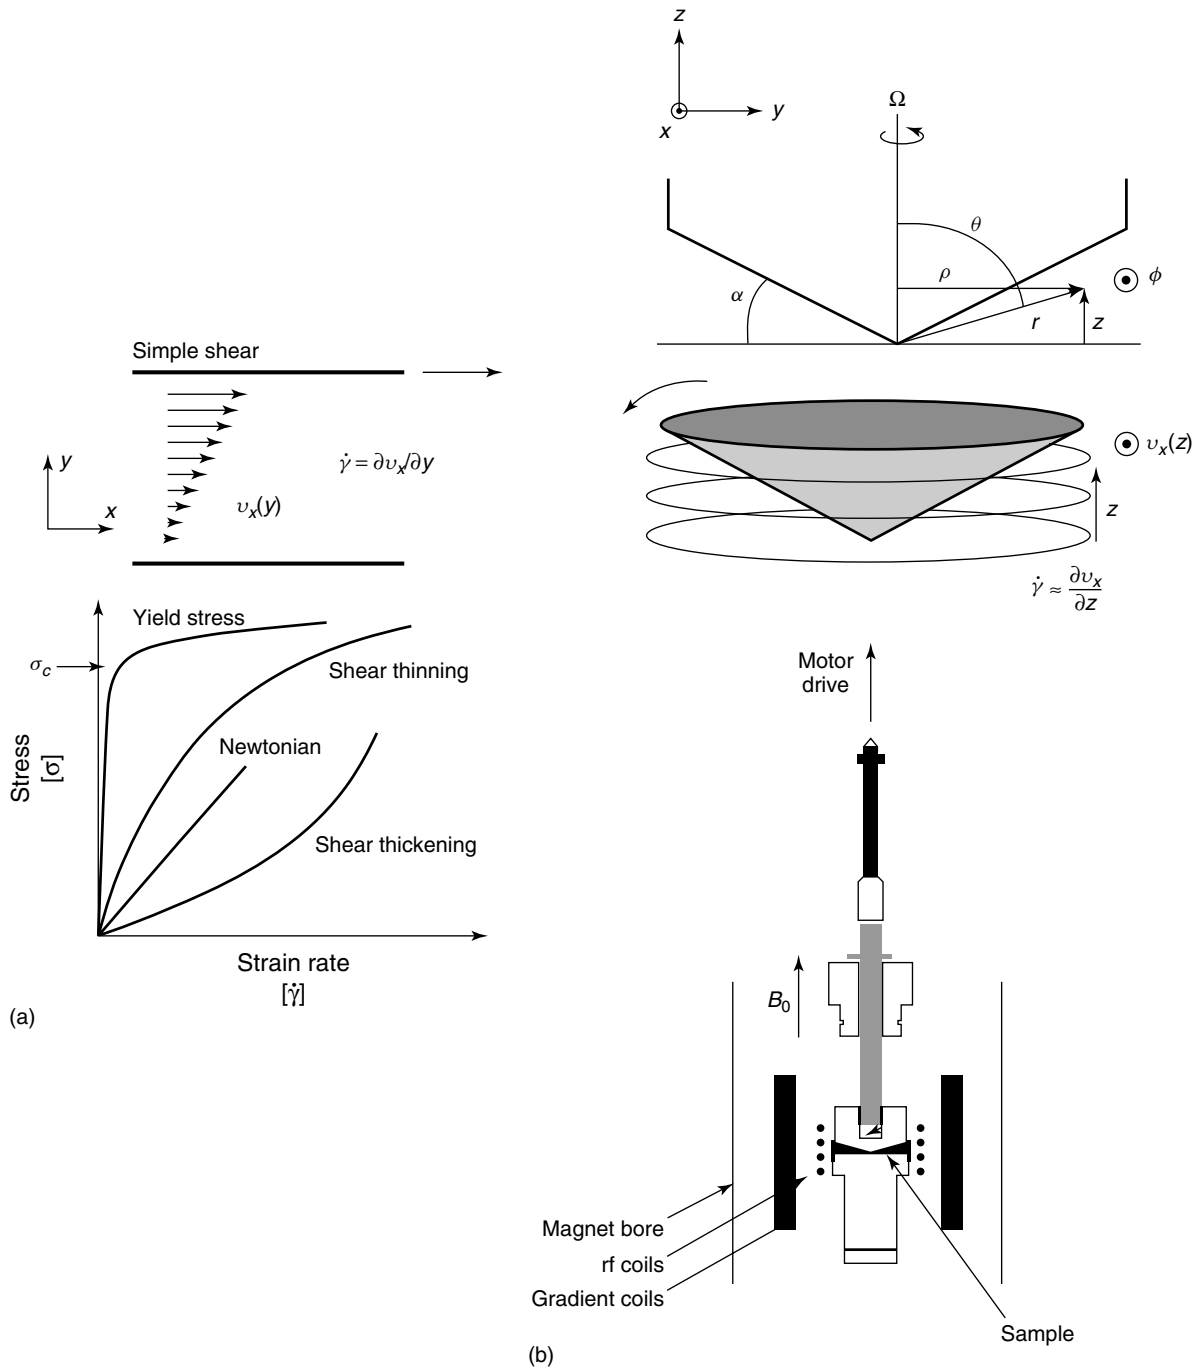 Simple shear
y
x
υx(y)
γ̇ = ∂υx/∂y
Yield stress
σc
Shear thinning
Newtonian
Shear thickening
Stress
[σ]
Strain rate
[γ̇]
(a)
z
y
x
Ω
θ
ρ
ϕ
α
r
z
υx(z)
z
γ̇ ≈ ∂υx/∂z
Motor
drive
B0
Magnet bore
rf coils
Gradient coils
Sample
(b)